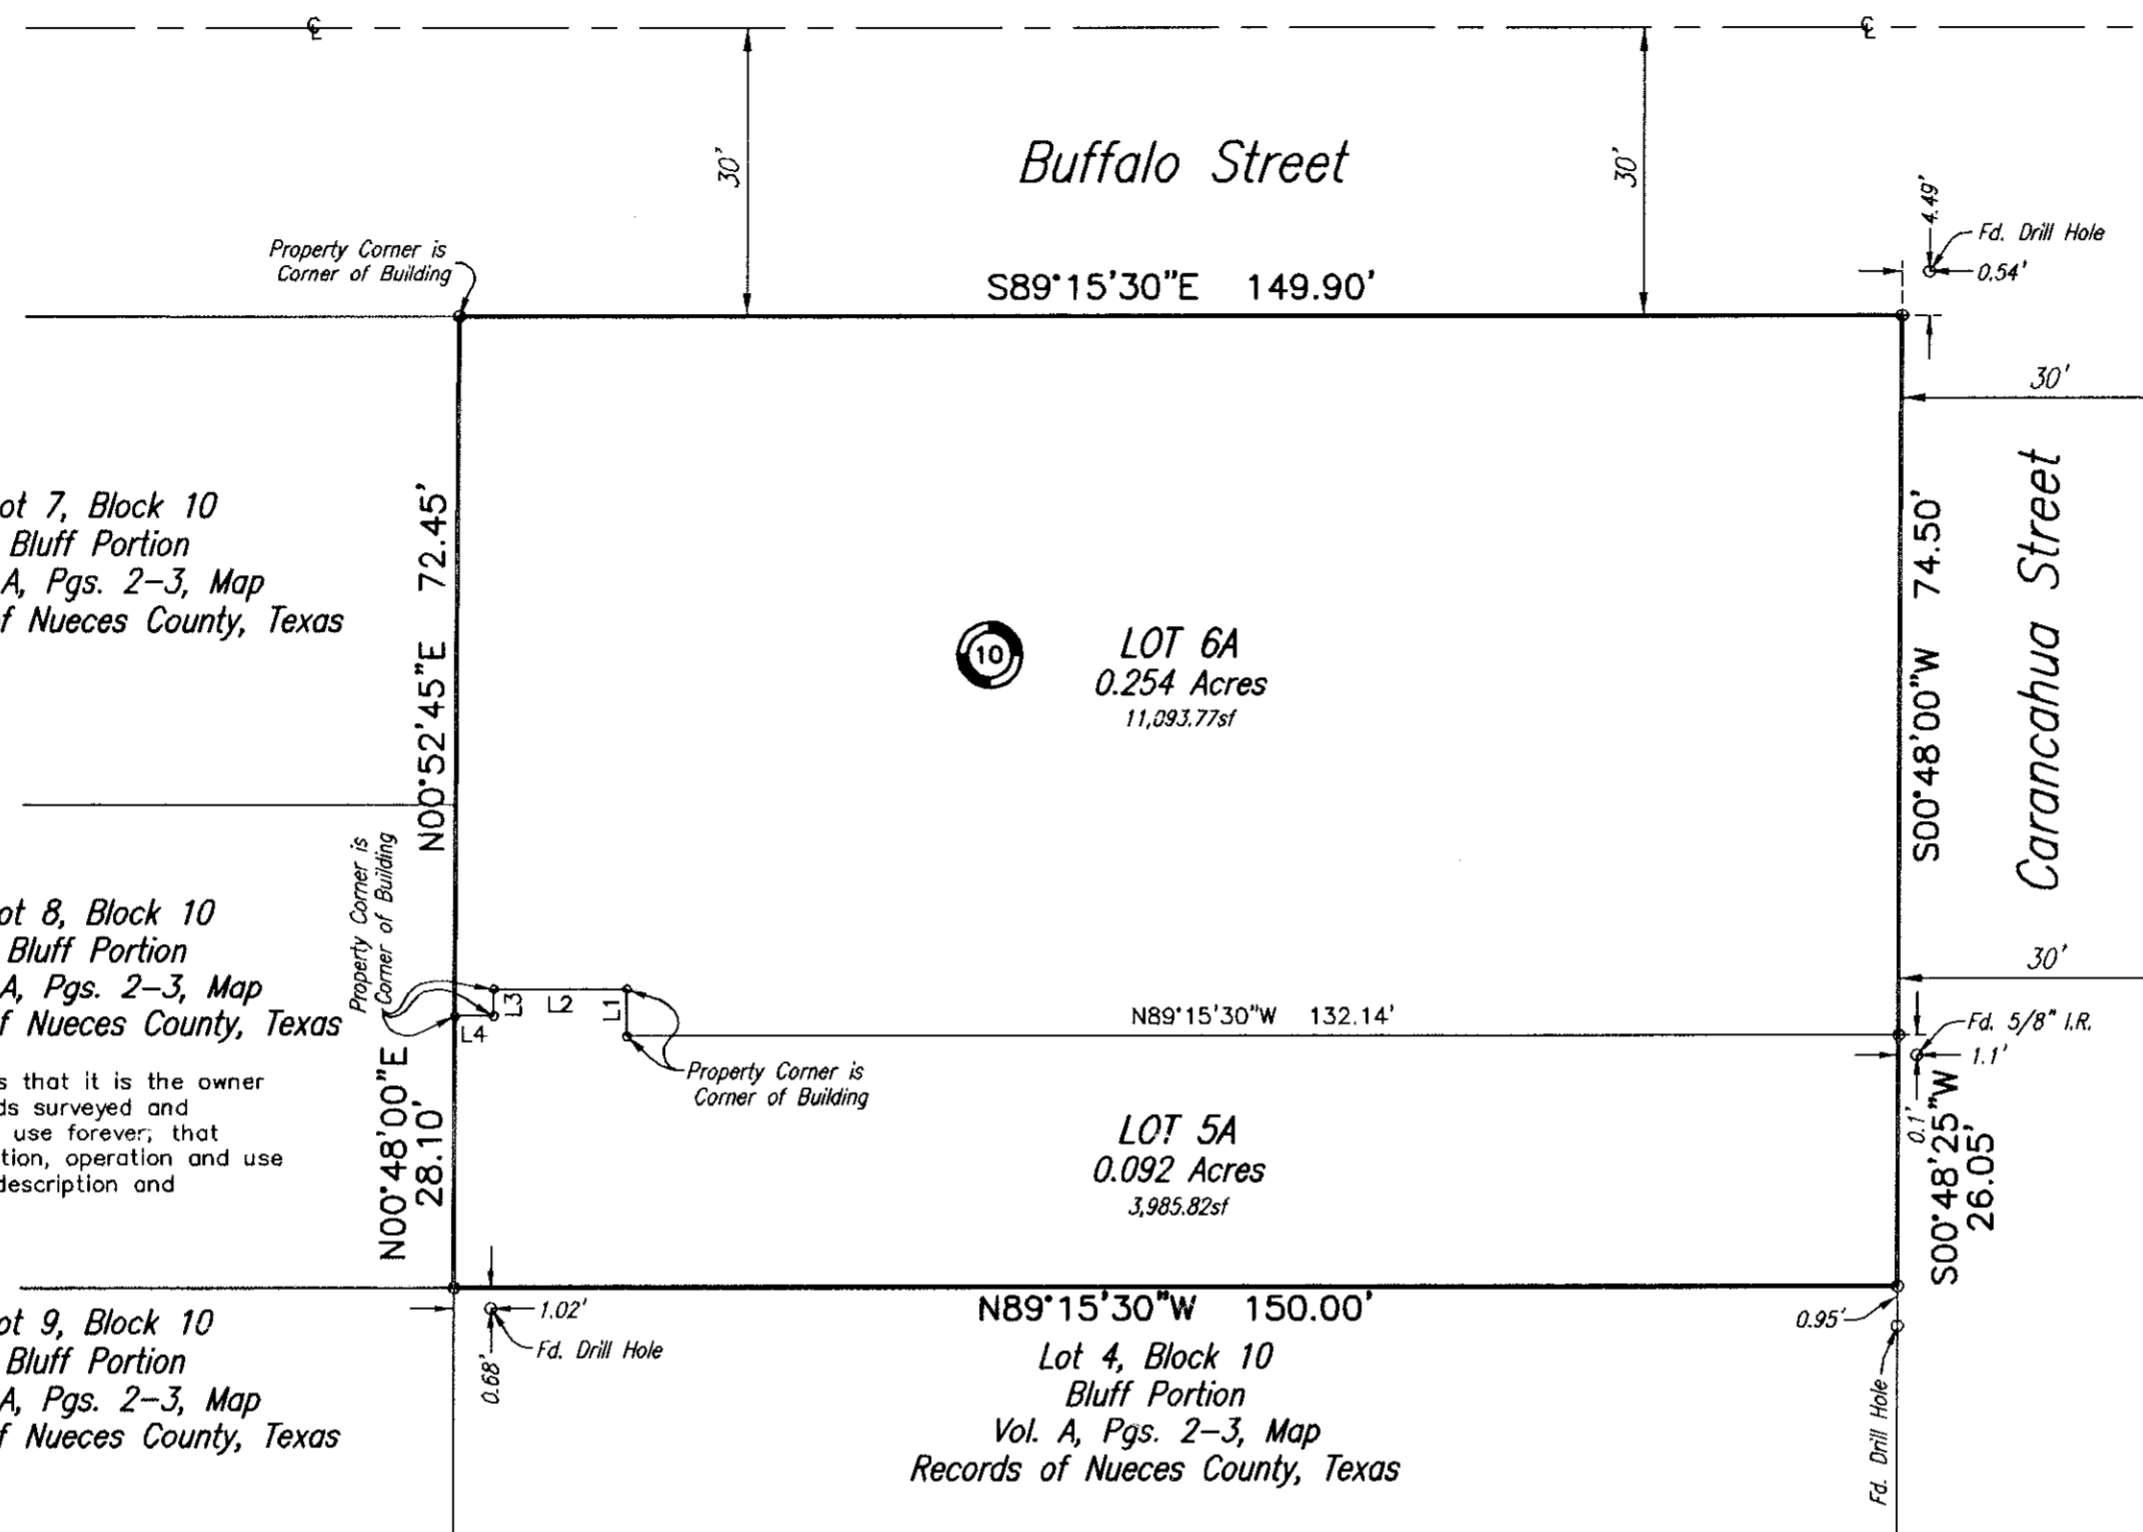 ℄
℄
30'
Buffalo Street
30'
4.49'
Fd. Drill Hole
0.54'
Property Corner is
Corner of Building
S89°15'30"E 149.90'
30'
ot 7, Block 10
Bluff Portion
A, Pgs. 2-3, Map
f Nueces County, Texas
N00°52'45"E 72.45'
10
LOT 6A
0.254 Acres
11,093.77sf
S00°48'00"W 74.50'
Carancahua Street
Property Corner is
Corner of Building
ot 8, Block 10
Bluff Portion
A, Pgs. 2-3, Map
f Nueces County, Texas
L3
L2
L1
L4
N89°15'30"W 132.14'
30'
Fd. 5/8" I.R.
1.1'
0.1'
Property Corner is
Corner of Building
s that it is the owner
ds surveyed and
use forever; that
tion, operation and use
description and
N00°48'00"E
28.10'
LOT 5A
0.092 Acres
3,985.82sf
S00°48'25"W
26.05'
1.02'
Fd. Drill Hole
0.68'
N89°15'30"W 150.00'
0.95'
Fd. Drill Hole
ot 9, Block 10
Bluff Portion
A, Pgs. 2-3, Map
f Nueces County, Texas
Lot 4, Block 10
Bluff Portion
Vol. A, Pgs. 2-3, Map
Records of Nueces County, Texas